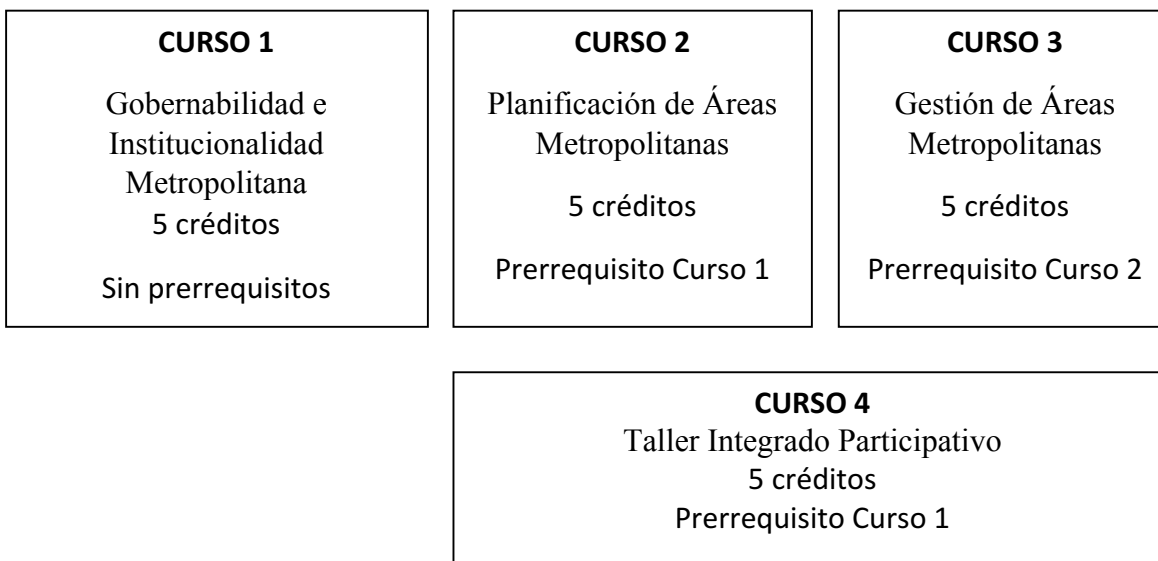 CURSO 1
Gobernabilidad e
Institucionalidad
Metropolitana
5 créditos
Sin prerrequisitos
CURSO 2
Planificación de Áreas
Metropolitanas
5 créditos
Prerrequisito Curso 1
CURSO 3
Gestión de Áreas
Metropolitanas
5 créditos
Prerrequisito Curso 2
CURSO 4
Taller Integrado Participativo
5 créditos
Prerrequisito Curso 1